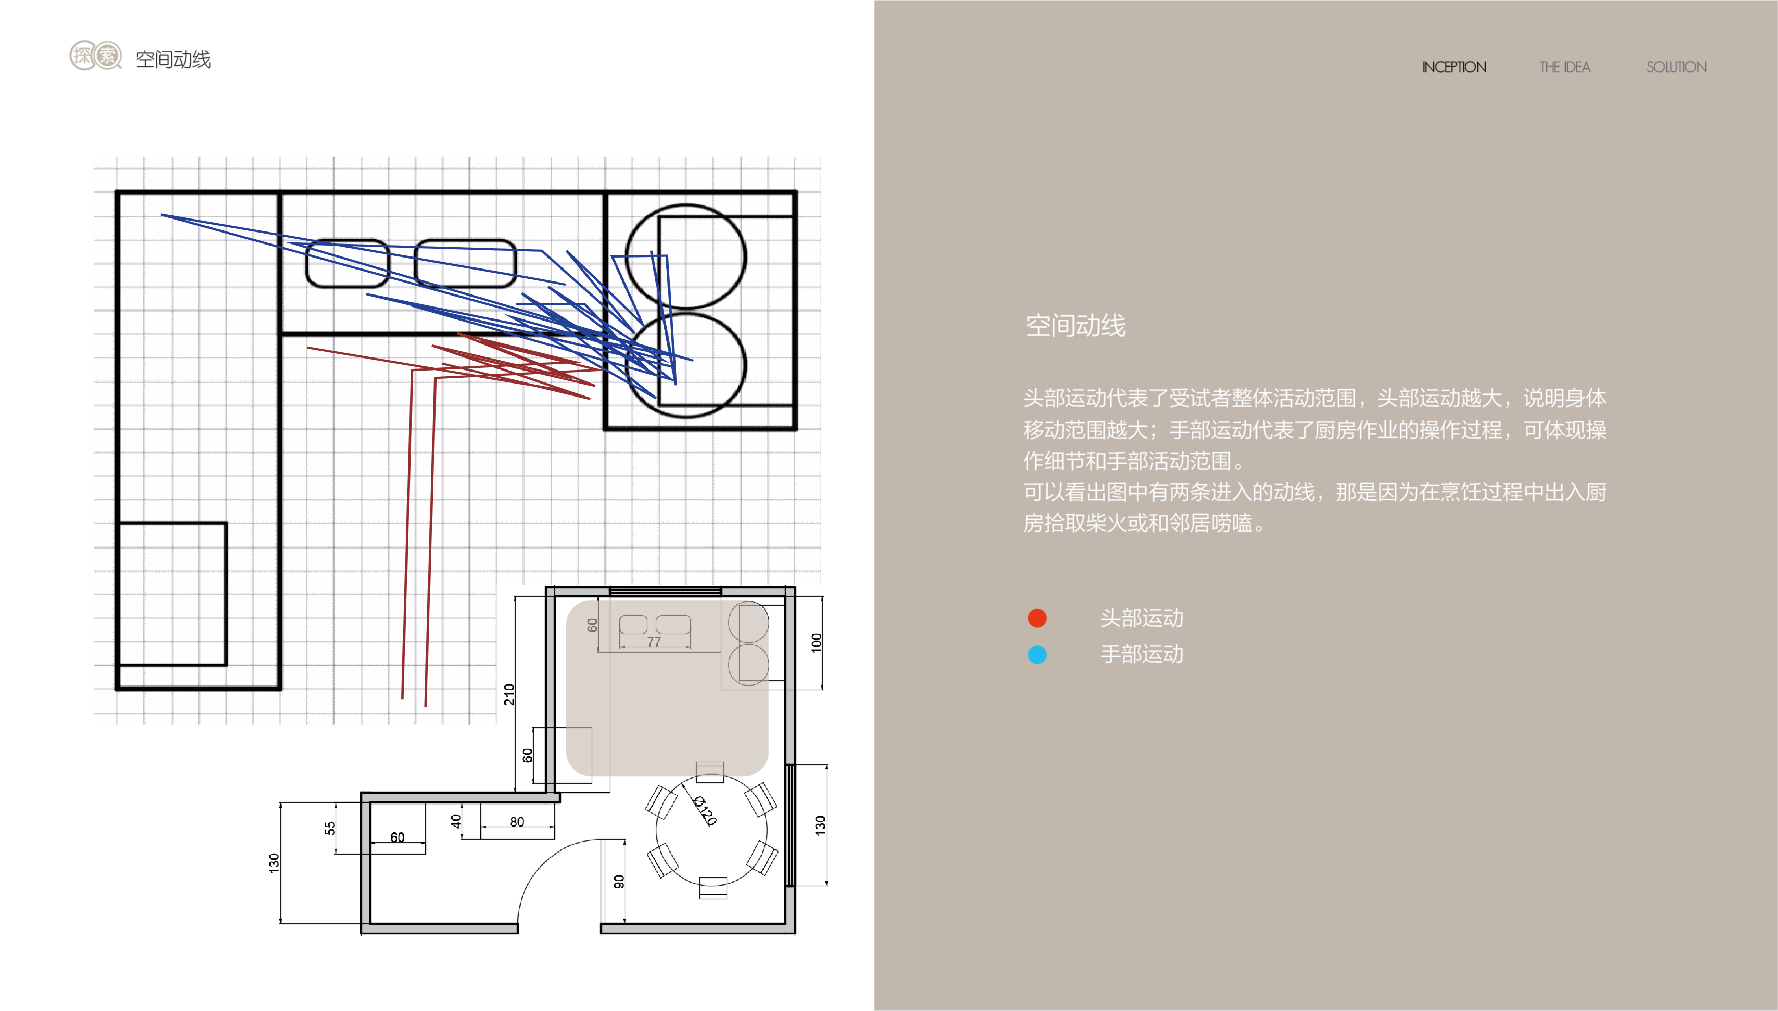 探索 空间动线
INCEPTION THE IDEA SOLUTION
空间动线
头部运动代表了受试者整体活动范围，头部运动越大，说明身体
移动范围越大；手部运动代表了厨房作业的操作过程，可体现操
作细节和手部活动范围。
可以看出图中有两条进入的动线，那是因为在烹饪过程中出入厨
房拾取柴火或和邻居唠嗑。
头部运动
手部运动
60
77
100
210
60
55
60
40
80
130
Ø120
130
90